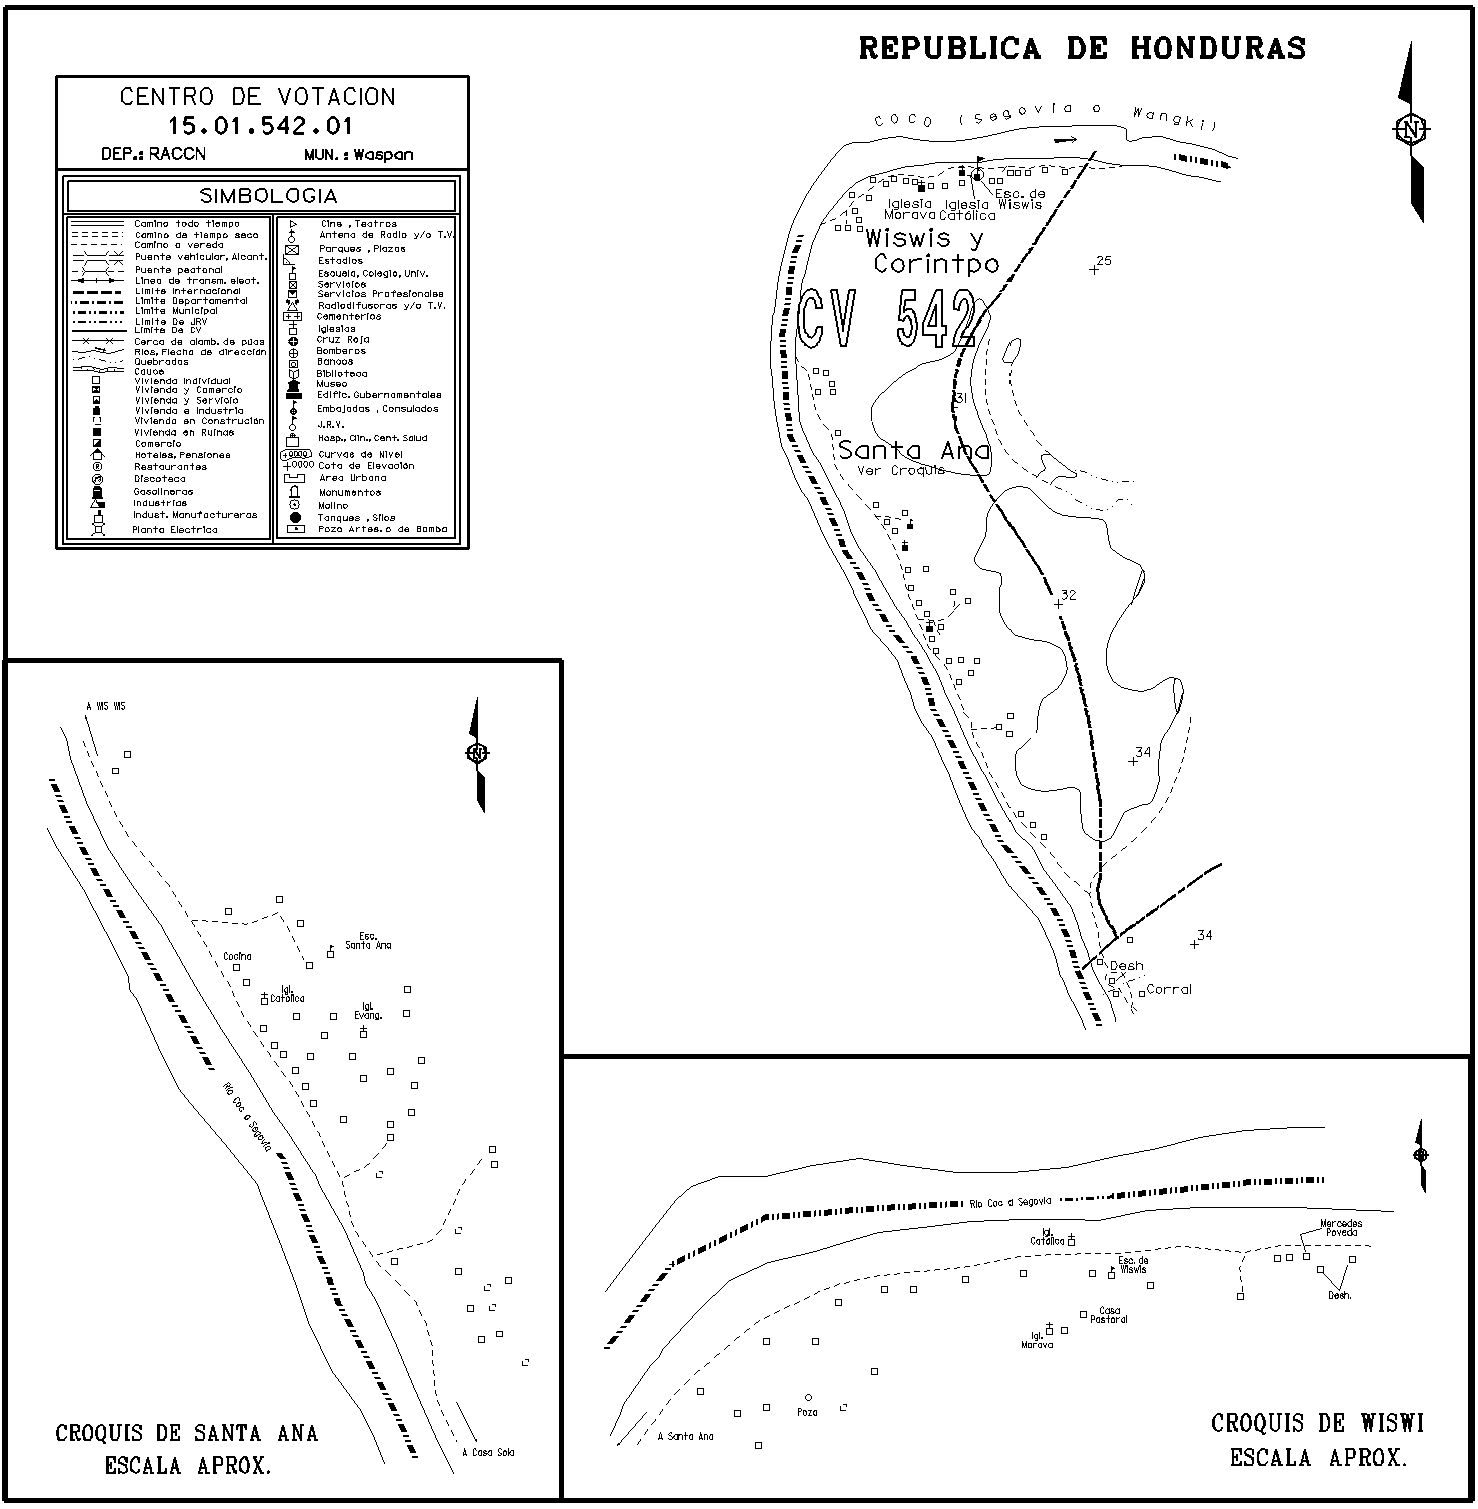 REPUBLICA DE HONDURAS
COCO (Segovia o Wangki)
N
CENTRO DE VOTACION
15.01.542.01
DEP.: RACCN
MUN. : Waspan
SIMBOLOGIA
Camino todo tiempo
Camino de tiempo seco
Camino o vereda
Puente vehicular, Alcant.
Puente peatonal
Linea de transm. elect.
Limite Internacional
Limite Departamental
Limite Municipal
Limite De JRV
Limite De CV
Cerca de alamb. de púas
Rios, Flecha de dirección
Quebradas
Cauce
Vivienda Individual
Vivienda y Comercio
Vivienda y Servicio
Vivienda e Industria
Vivienda en Construción
Vivienda en Ruinas
Comercio
Hoteles, Pensiones
Restaurantes
Discoteca
Gasolineras
Industrias
Indust. Manufactureras
Planta Electrica
Cine , Teatros
Antena de Radio y/o T.V.
Parques , Plazas
Estadios
Escuela, Colegio, Univ.
Servicios
Servicios Profesionales
Radiodifusoras y/o T.V.
Cementerios
Iglesias
Cruz Roja
Bomberos
Bancos
Biblioteca
Museo
Edific. Gubernamentales
Embajadas , Consulados
J.R.V.
Hosp., Clin., Cent. Salud
Curvas de Nivel
Cota de Elevación
Area Urbana
Monumentos
Molino
Tanques , Silos
Pozo Artes. o de Bomba
Esc. de
Wiswis
Iglesia
Morava
Iglesia
Católica
Wiswis y
Corintpo
25
CV 542
31
Santa Ana
Ver Croquis
32
34
34
Desh
Corral
A WIS WIS
N
Esc.
Santa Ana
Cocina
Igl.
Católica
Igl.
Evang.
Río Coc o Segovia
A Casa Sola
CROQUIS DE SANTA ANA
ESCALA APROX.
Río Coc o Segovia
Mercedes
Poveda
Igl.
Católica
Esc. de
Wiswis
Desh.
Casa
Pastoral
Igl.
Morava
Poza
A Santa Ana
CROQUIS DE WISWI
ESCALA APROX.